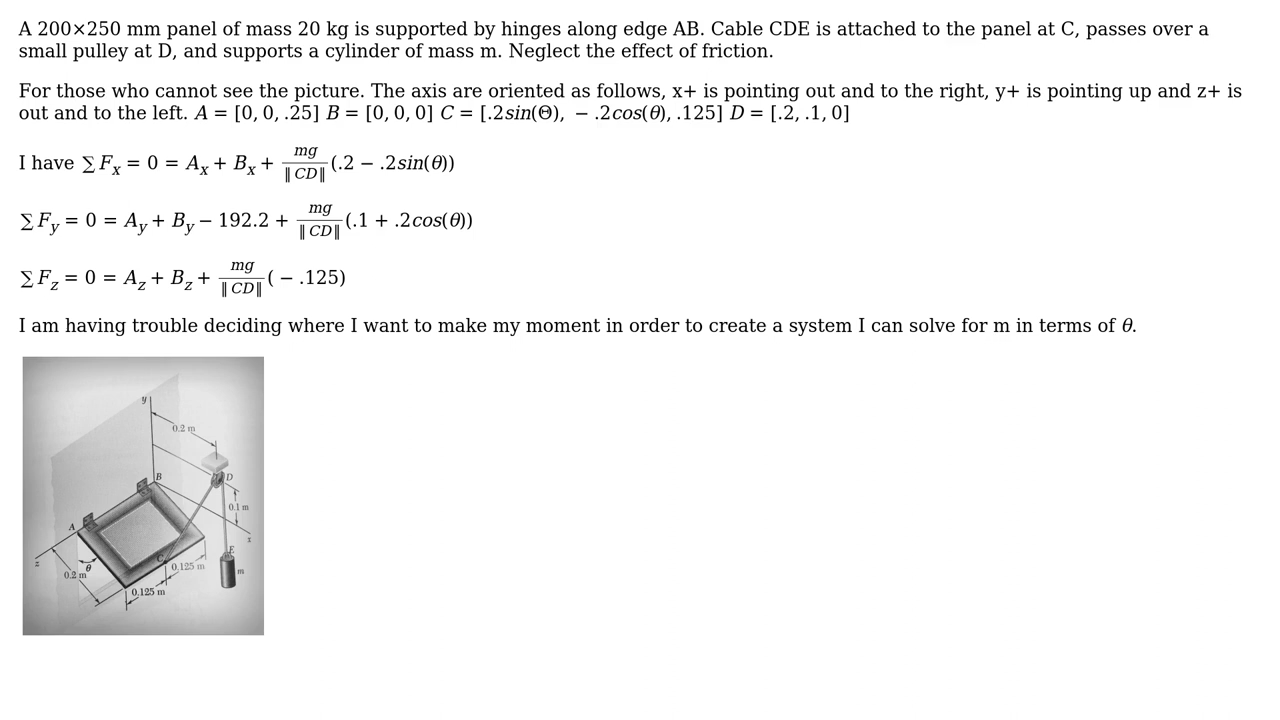 A 200×250 mm panel of mass 20 kg is supported by hinges along edge AB. Cable CDE is attached to the panel at C, passes over a
small pulley at D, and supports a cylinder of mass m. Neglect the effect of friction.
For those who cannot see the picture. The axis are oriented as follows, x+ is pointing out and to the right, y+ is pointing up and z+ is
out and to the left. A = [0, 0, .25] B = [0, 0, 0] C = [.2sin(Θ), − .2cos(θ), .125] D = [.2, .1, 0]
I have ∑ F_x = 0 = A_x + B_x + \frac{mg}{∥ CD∥}(.2 − .2sin(θ))
∑ F_y = 0 = A_y + B_y − 192.2 + \frac{mg}{∥ CD∥}(.1 + .2cos(θ))
∑ F_z = 0 = A_z + B_z + \frac{mg}{∥ CD∥}( − .125)
I am having trouble deciding where I want to make my moment in order to create a system I can solve for m in terms of θ.
y
0.2 m
B
D
0.1 m
A
x
z
θ
C
E
0.2 m
0.125 m
m
0.125 m